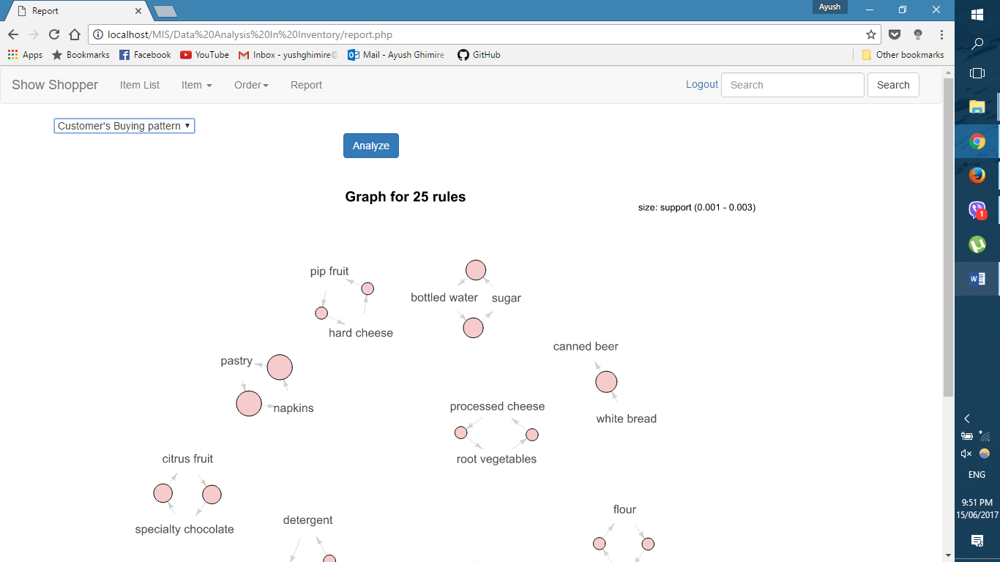 Report
Ayush
localhost/MIS/Data%20Analysis%20In%20Inventory/report.php
Apps Bookmarks Facebook YouTube Inbox - yushghimire@ Mail - Ayush Ghimire GitHub Other bookmarks
Show Shopper Item List Item Order Report Logout Search Search
Customer's Buying pattern
Analyze
Graph for 25 rules
size: support (0.001 - 0.003)
pip fruit
bottled water sugar
hard cheese
canned beer
pastry
processed cheese
napkins
white bread
citrus fruit
root vegetables
flour
detergent
specialty chocolate
1
ENG
9:51 PM
15/06/2017